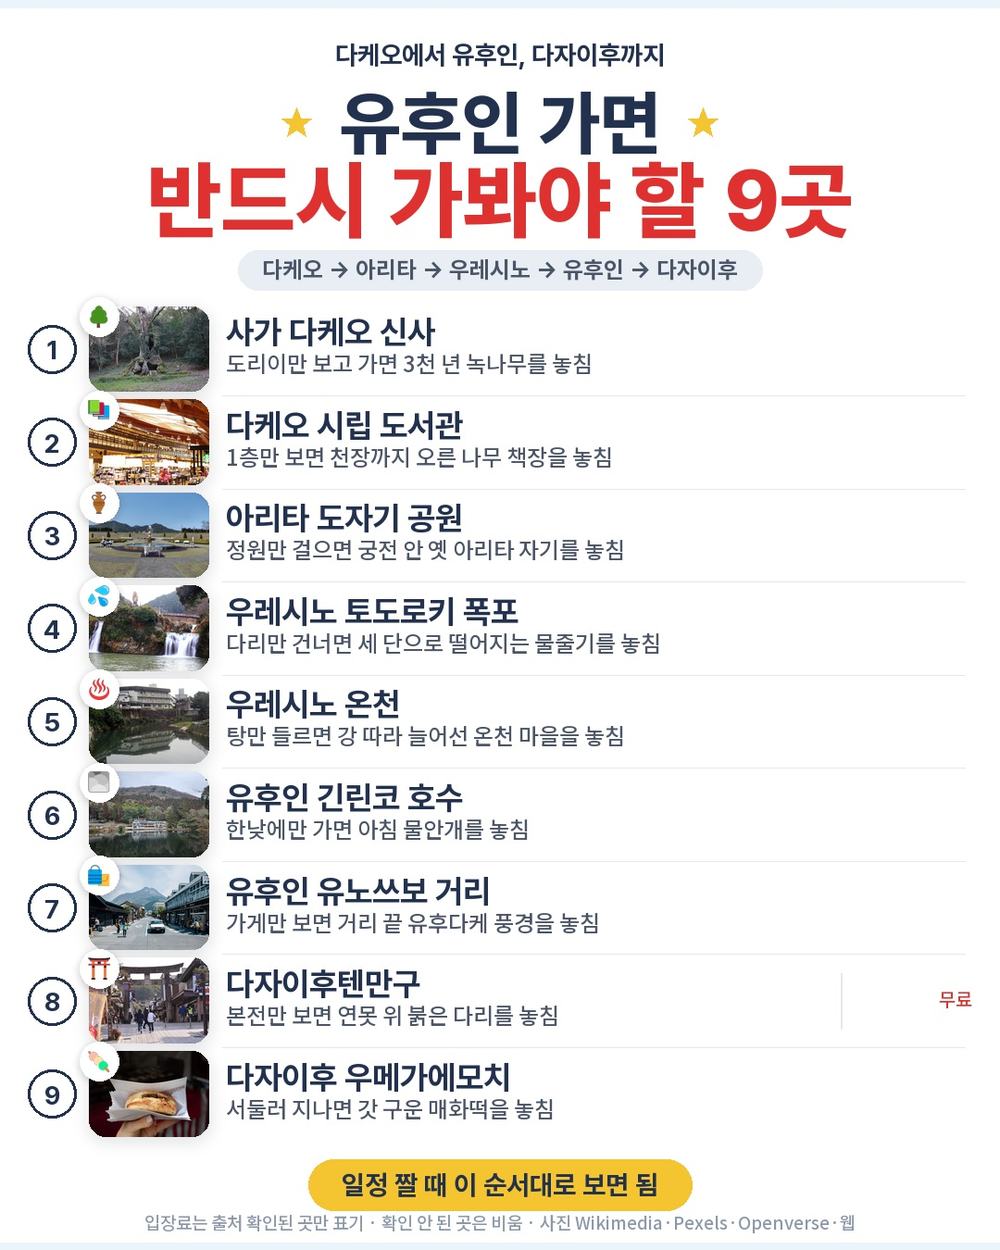 다케오에서 유후인, 다자이후까지
유후인 가면
반드시 가봐야 할 9곳
다케오 → 아리타 → 우레시노 → 유후인 → 다자이후
1
사가 다케오 신사
도리이만 보고 가면 3천 년 녹나무를 놓침
2
다케오 시립 도서관
1층만 보면 천장까지 오른 나무 책장을 놓침
3
아리타 도자기 공원
정원만 걸으면 궁전 안 옛 아리타 자기를 놓침
4
우레시노 토도로키 폭포
다리만 건너면 세 단으로 떨어지는 물줄기를 놓침
5
우레시노 온천
탕만 들르면 강 따라 늘어선 온천 마을을 놓침
6
유후인 긴린코 호수
한낮에만 가면 아침 물안개를 놓침
7
유후인 유노쓰보 거리
가게만 보면 거리 끝 유후다케 풍경을 놓침
8
다자이후텐만구
본전만 보면 연못 위 붉은 다리를 놓침
무료
9
다자이후 우메가에모치
서둘러 지나면 갓 구운 매화떡을 놓침
일정 짤 때 이 순서대로 보면 됨
입장료는 출처 확인된 곳만 표기 · 확인 안 된 곳은 비움 · 사진 Wikimedia · Pexels · Openverse · 웹